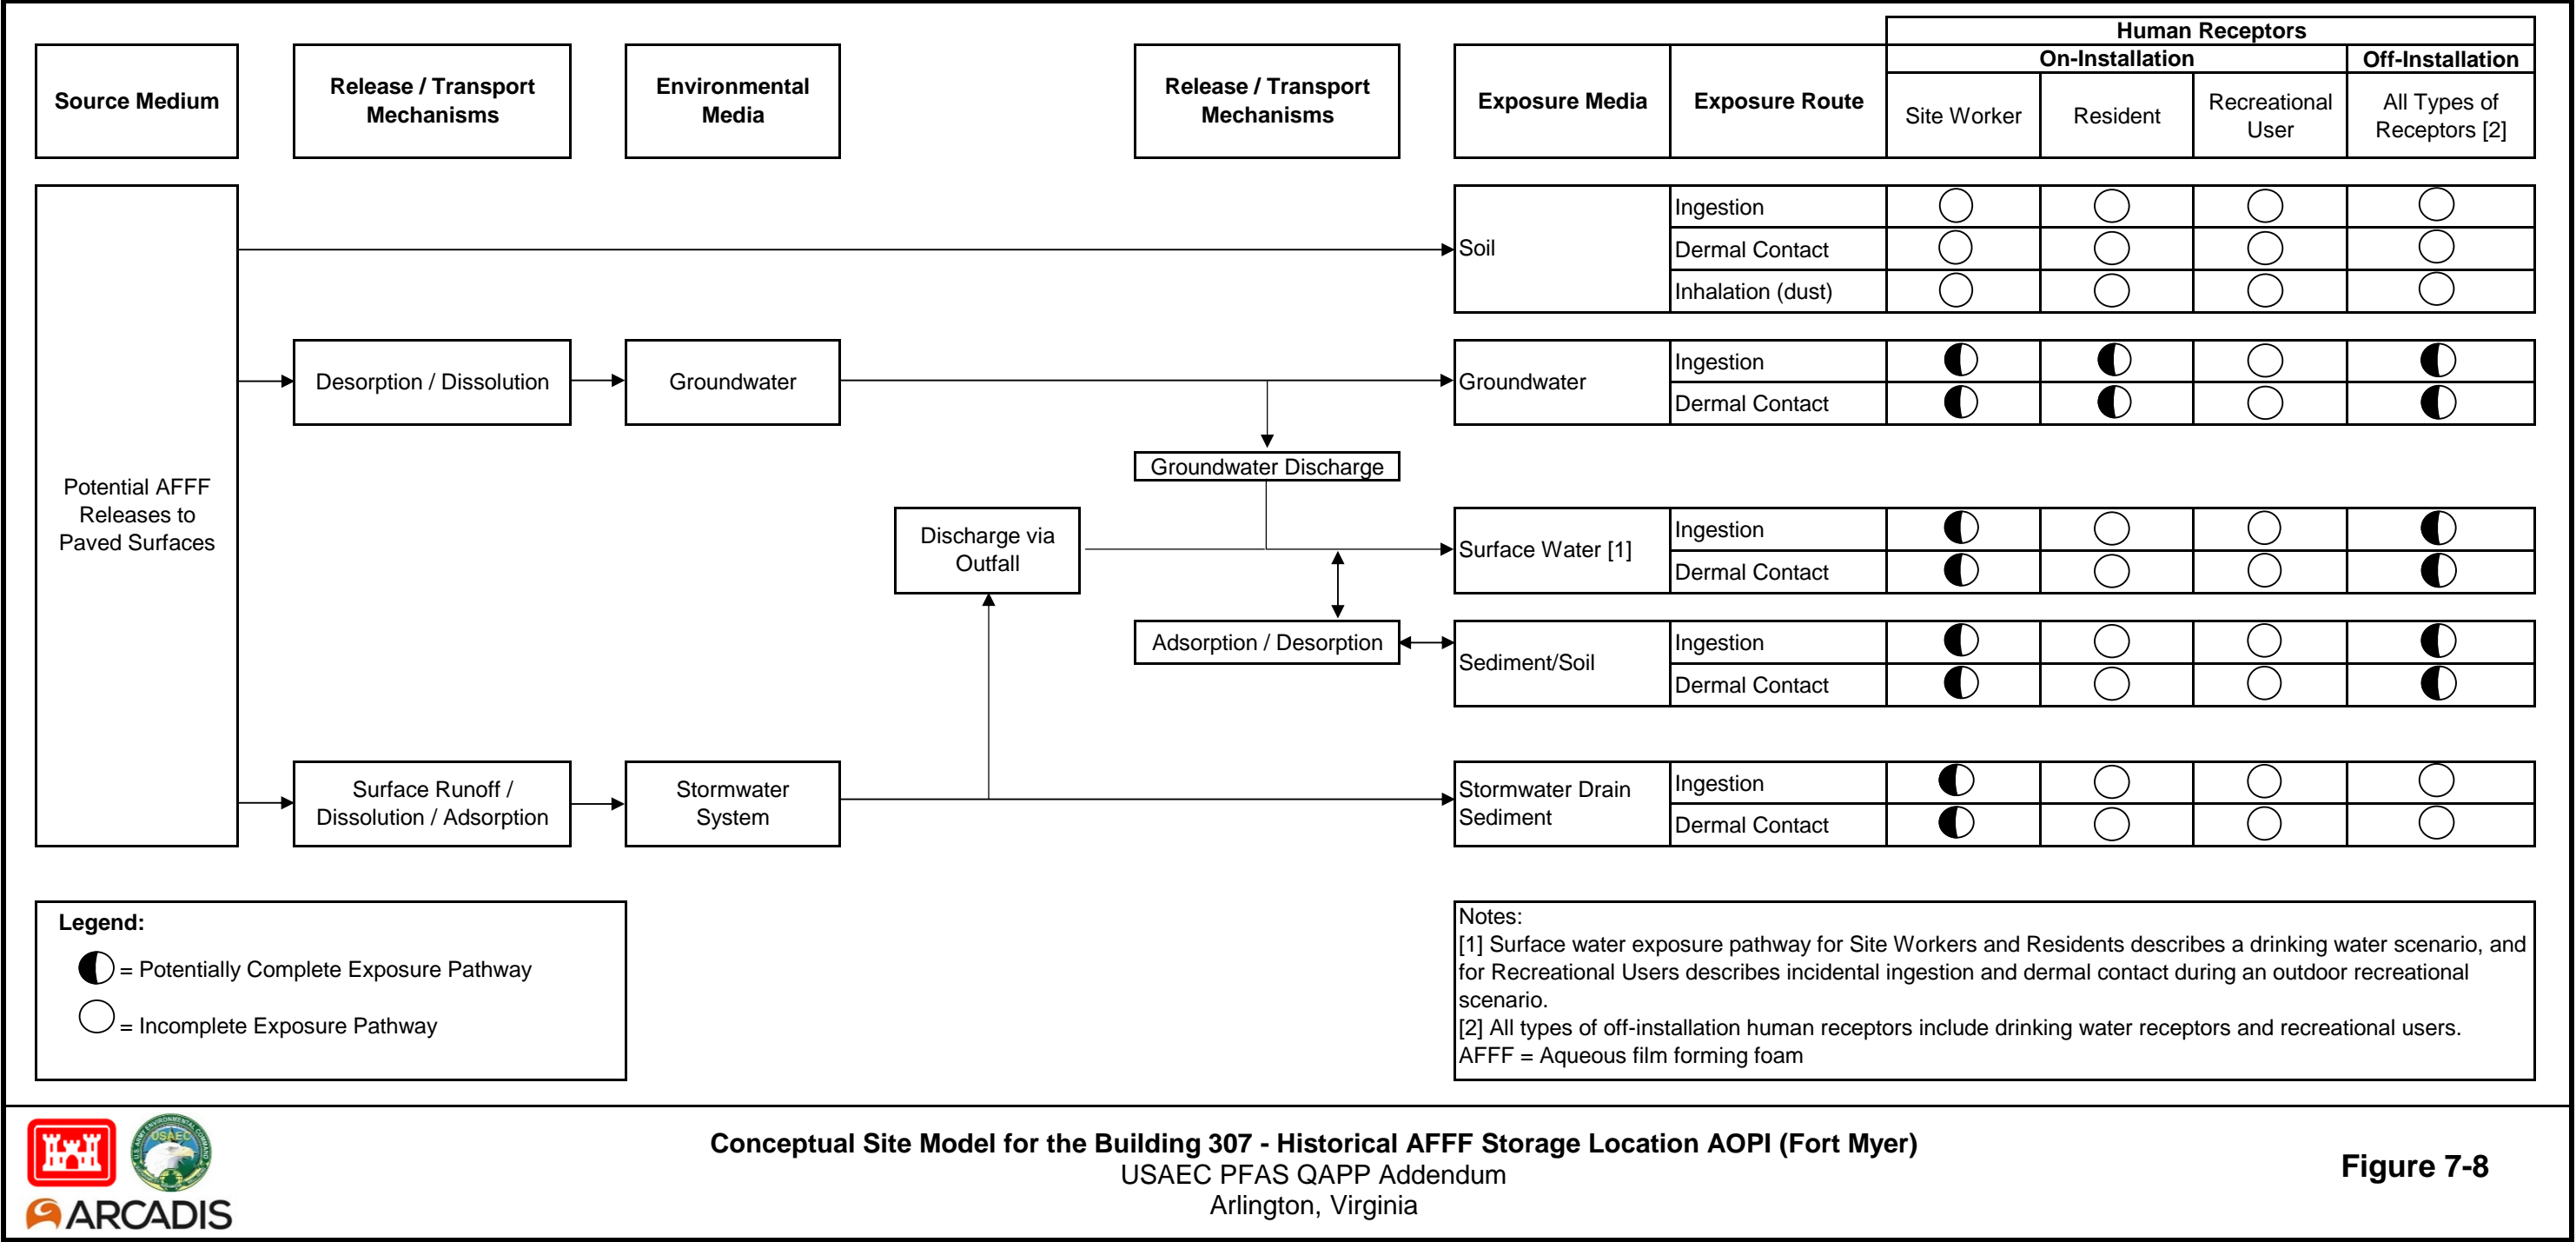 Human Receptors
On-Installation
Off-Installation
Source Medium
Release / Transport
Mechanisms
Environmental
Media
Release / Transport
Mechanisms
Exposure Media
Exposure Route
Site Worker
Resident
Recreational
User
All Types of
Receptors [2]
Potential AFFF
Releases to
Paved Surfaces
Soil
Ingestion
Dermal Contact
Inhalation (dust)
Desorption / Dissolution
Groundwater
Groundwater
Ingestion
Dermal Contact
Groundwater Discharge
Discharge via
Outfall
Surface Water [1]
Ingestion
Dermal Contact
Adsorption / Desorption
Sediment/Soil
Ingestion
Dermal Contact
Surface Runoff /
Dissolution / Adsorption
Stormwater
System
Stormwater Drain
Sediment
Ingestion
Dermal Contact
Legend:
= Potentially Complete Exposure Pathway
= Incomplete Exposure Pathway
Notes:
[1] Surface water exposure pathway for Site Workers and Residents describes a drinking water scenario, and
for Recreational Users describes incidental ingestion and dermal contact during an outdoor recreational
scenario.
[2] All types of off-installation human receptors include drinking water receptors and recreational users.
AFFF = Aqueous film forming foam
USAEC
ARCADIS
Conceptual Site Model for the Building 307 - Historical AFFF Storage Location AOPI (Fort Myer)
USAEC PFAS QAPP Addendum
Arlington, Virginia
Figure 7-8